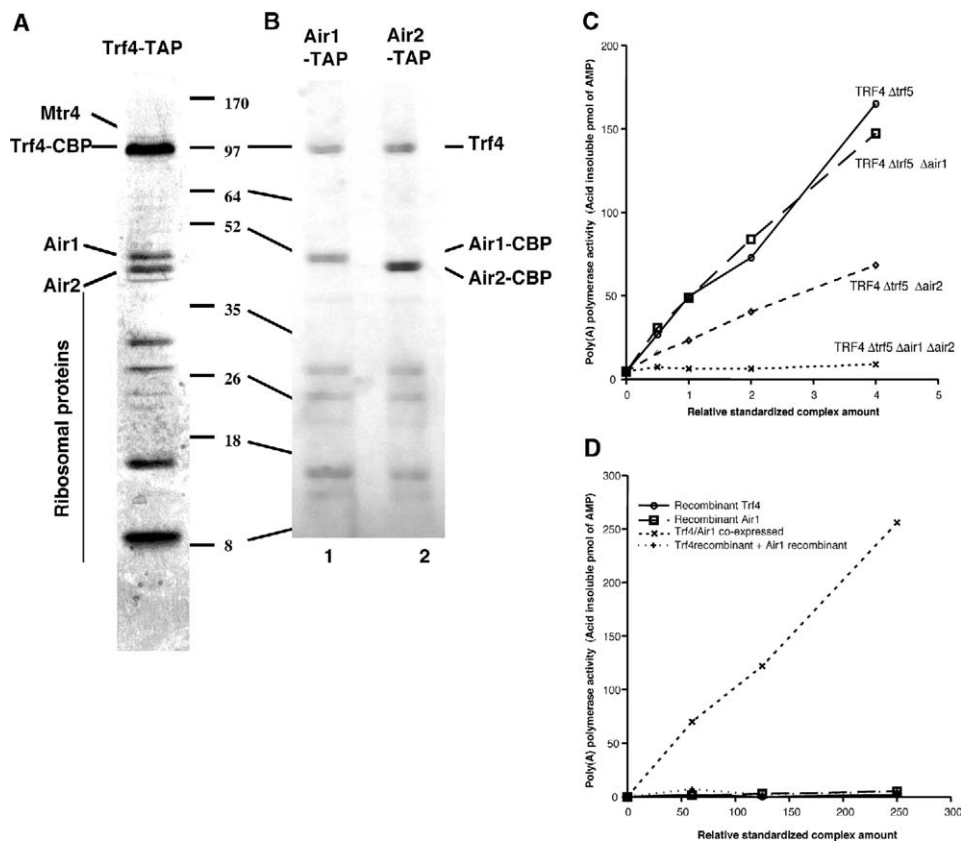 A
Trf4-TAP
Mtr4
Trf4-CBP
Air1
Air2
Ribosomal proteins
170
97
64
52
35
26
18
8
B
Air1
-TAP
Air2
-TAP
Trf4
Air1-CBP
Air2-CBP
1
2
C
Poly(A) polymerase activity (Acid insoluble pmol of AMP)
200
150
100
50
0
0
1
2
3
4
5
Relative standardized complex amount
TRF4 Δtrf5
TRF4 Δtrf5 Δair1
TRF4 Δtrf5 Δair2
TRF4 Δtrf5 Δair1 Δair2
D
Poly(A) polymerase activity (Acid insoluble pmol of AMP)
300
250
200
150
100
50
0
Recombinant Trf4
Recombinant Air1
Trf4/Air1 co-expressed
Trf4recombinant + Air1 recombinant
0
50
100
150
200
250
300
Relative standardized complex amount